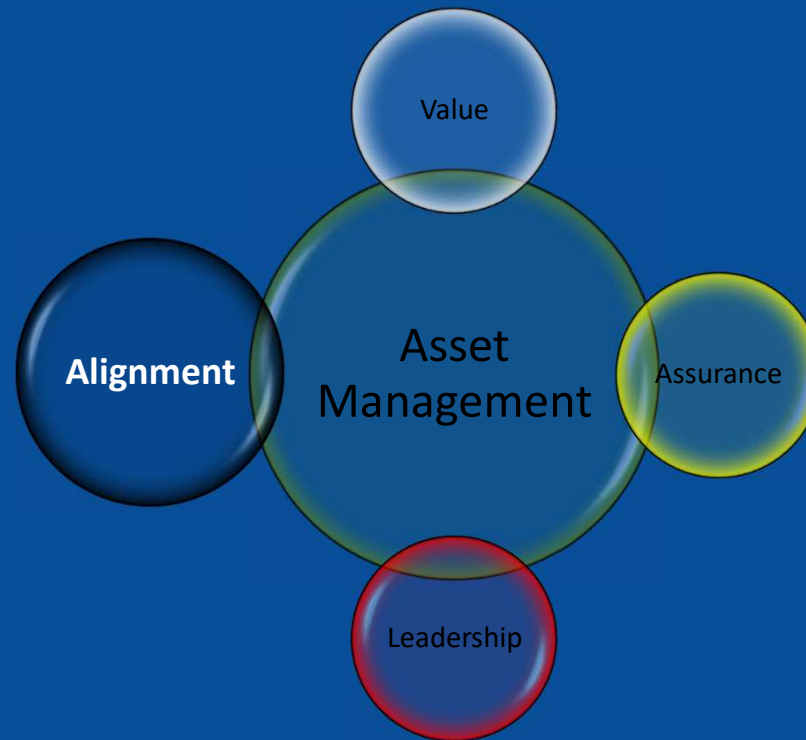 Value
Alignment
Asset
Management
Assurance
Leadership